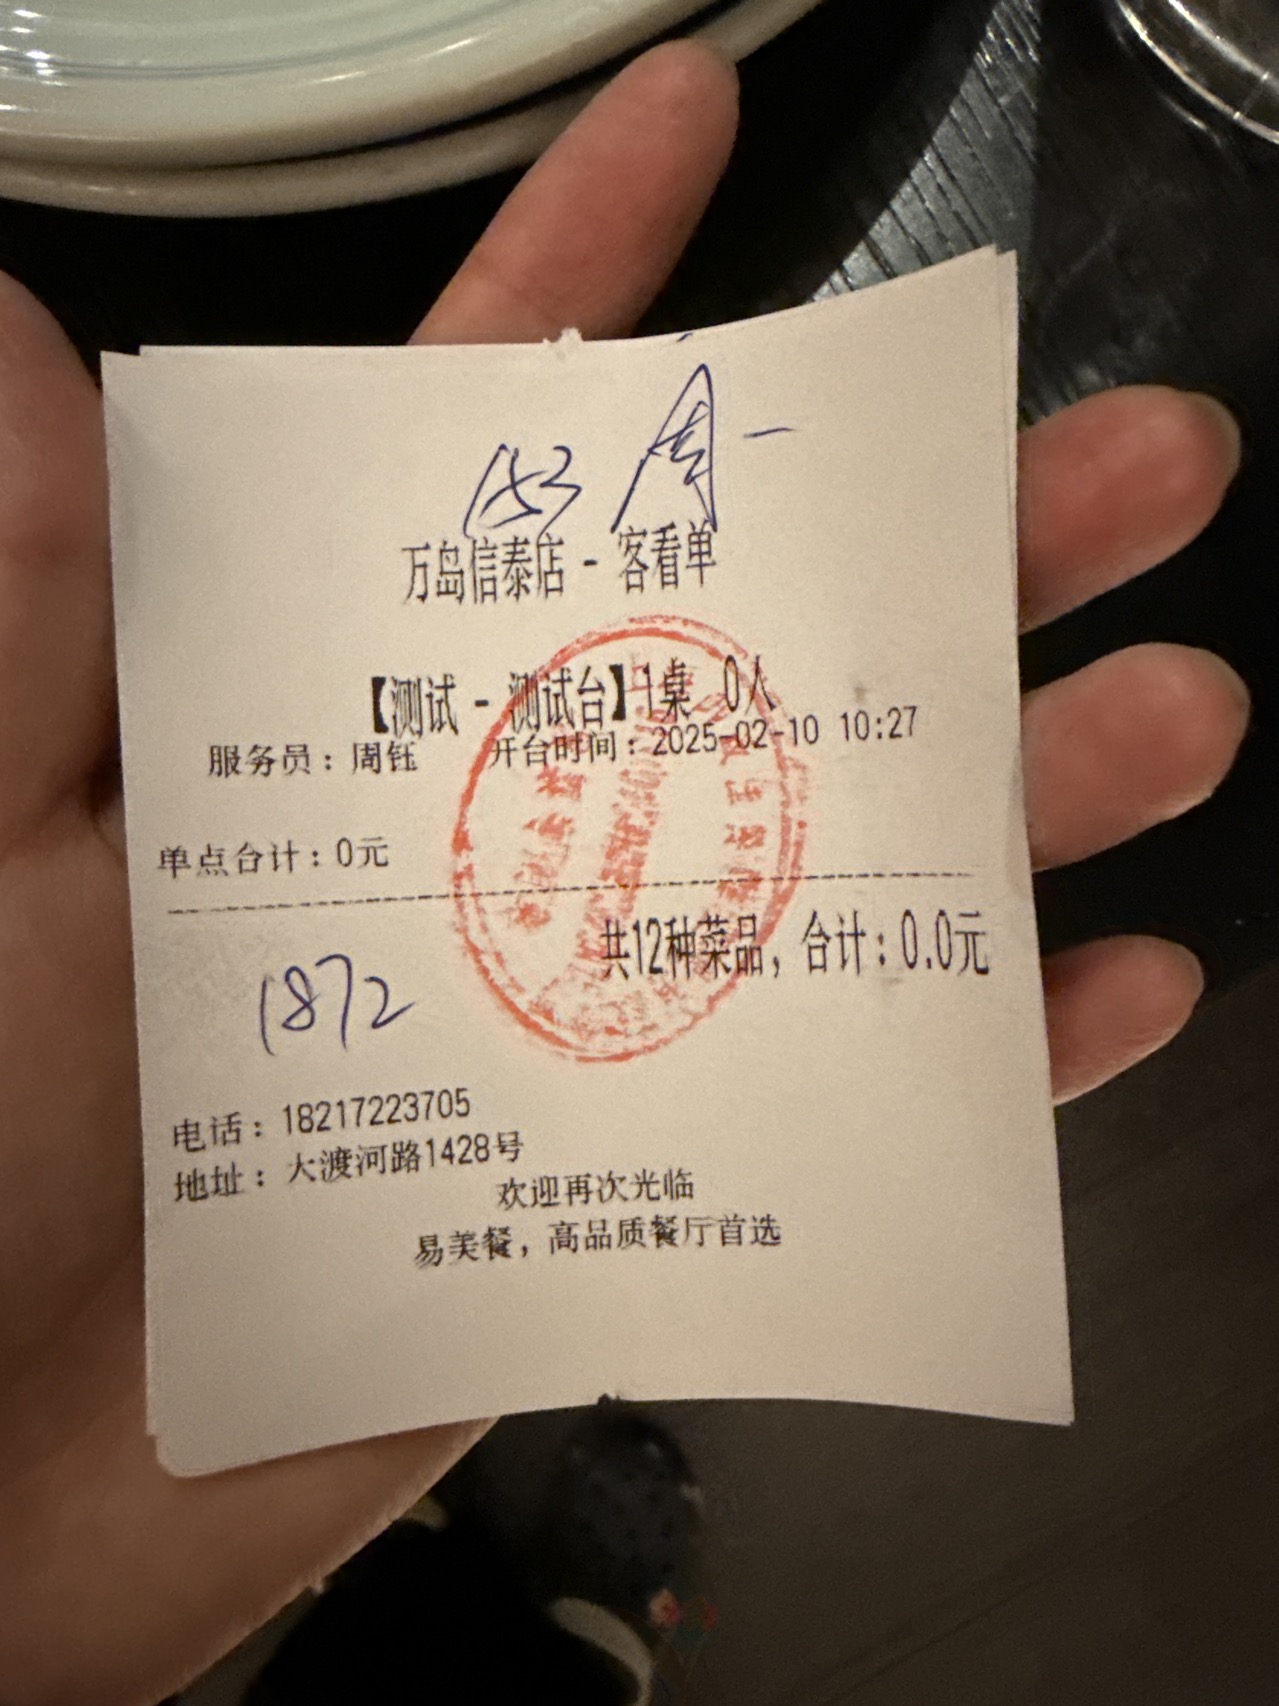 153 周一
万岛信泰店 - 客看单
【测试 - 测试台】1桌 0人
服务员：周钰 开台时间：2025-02-10 10:27
单点合计：0元
共12种菜品，合计：0.0元
1872
电话：18217223705
地址：大渡河路1428号
欢迎再次光临
易美餐，高品质餐厅首选